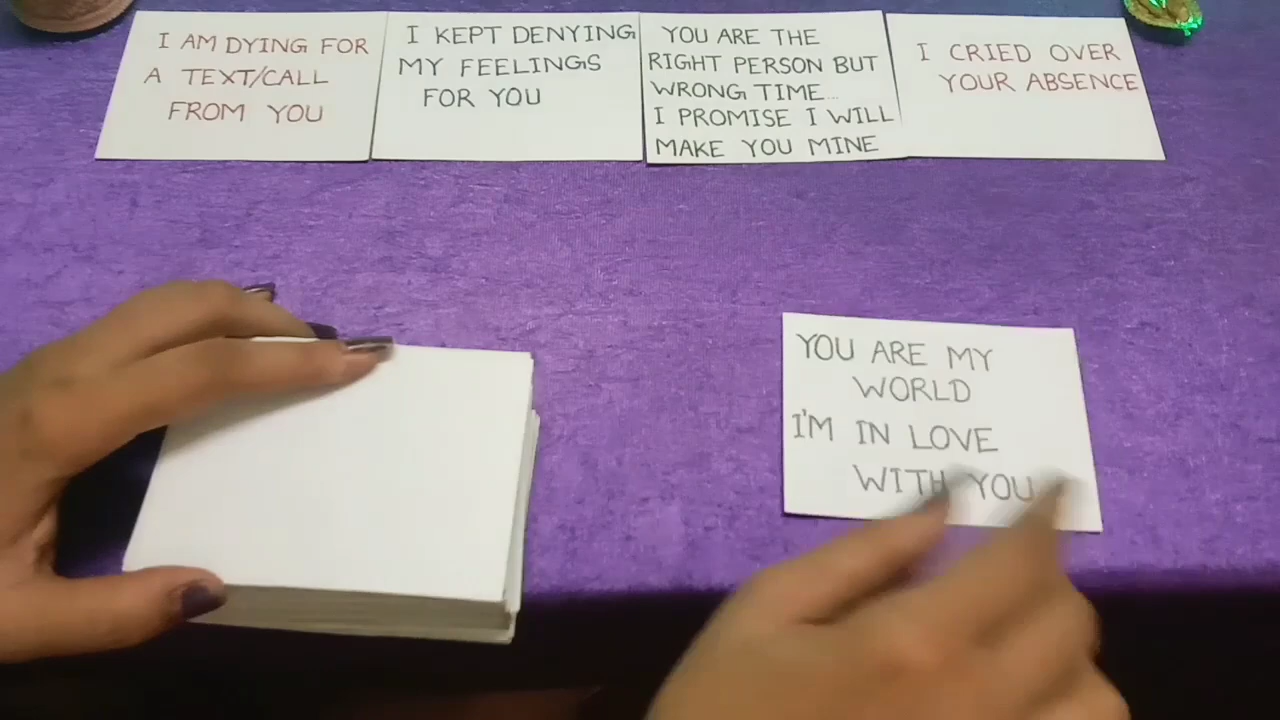 I AM DYING FOR
A TEXT/CALL
FROM YOU
I KEPT DENYING
MY FEELINGS
FOR YOU
YOU ARE THE
RIGHT PERSON BUT
WRONG TIME...
I PROMISE I WILL
MAKE YOU MINE
I CRIED OVER
YOUR ABSENCE
YOU ARE MY
WORLD
I'M IN LOVE
WITH YOU